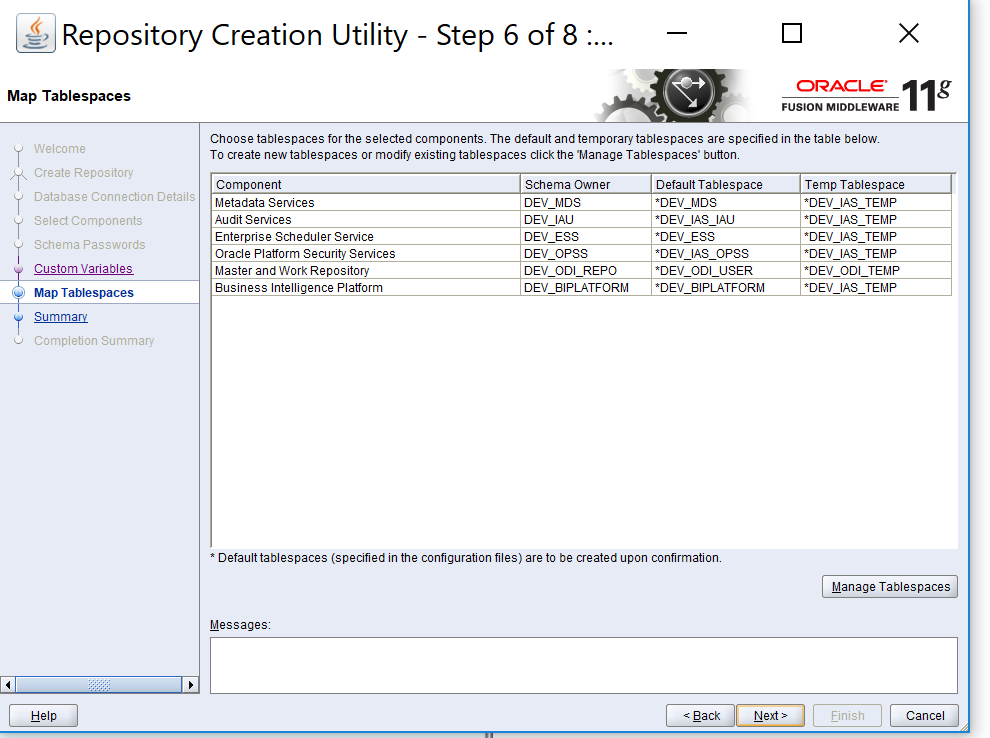 Repository Creation Utility - Step 6 of 8 :...
Map Tablespaces
ORACLE®
FUSION MIDDLEWARE 11g
Welcome
Create Repository
Database Connection Details
Select Components
Schema Passwords
Custom Variables
Map Tablespaces
Summary
Completion Summary
Choose tablespaces for the selected components. The default and temporary tablespaces are specified in the table below.
To create new tablespaces or modify existing tablespaces click the 'Manage Tablespaces' button.
Component Schema Owner Default Tablespace Temp Tablespace
Metadata Services DEV_MDS *DEV_MDS *DEV_IAS_TEMP
Audit Services DEV_IAU *DEV_IAS_IAU *DEV_IAS_TEMP
Enterprise Scheduler Service DEV_ESS *DEV_ESS *DEV_IAS_TEMP
Oracle Platform Security Services DEV_OPSS *DEV_IAS_OPSS *DEV_IAS_TEMP
Master and Work Repository DEV_ODI_REPO *DEV_ODI_USER *DEV_ODI_TEMP
Business Intelligence Platform DEV_BIPLATFORM *DEV_BIPLATFORM *DEV_IAS_TEMP
* Default tablespaces (specified in the configuration files) are to be created upon confirmation.
Manage Tablespaces
Messages:
Help < Back Next > Finish Cancel